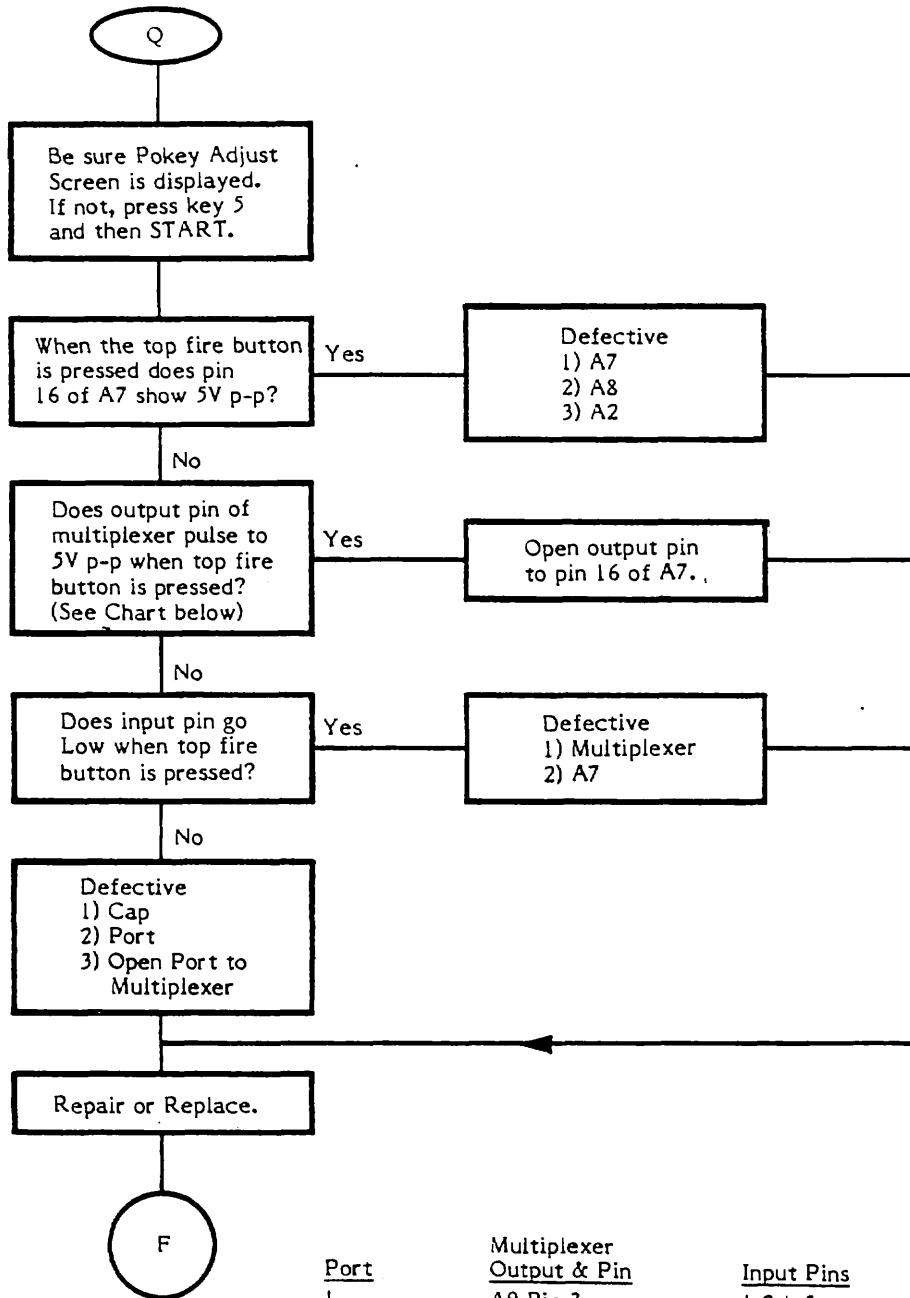 Q
Be sure Pokey Adjust
Screen is displayed.
If not, press key 5
and then START.
When the top fire button
is pressed does pin
16 of A7 show 5V p-p?
Yes
Defective
1) A7
2) A8
3) A2
No
Does output pin of
multiplexer pulse to
5V p-p when top fire
button is pressed?
(See Chart below)
Yes
Open output pin
to pin 16 of A7.
No
Does input pin go
Low when top fire
button is pressed?
Yes
Defective
1) Multiplexer
2) A7
No
Defective
1) Cap
2) Port
3) Open Port to
Multiplexer
Repair or Replace.
F
Port
Multiplexer
Output & Pin
Input Pins